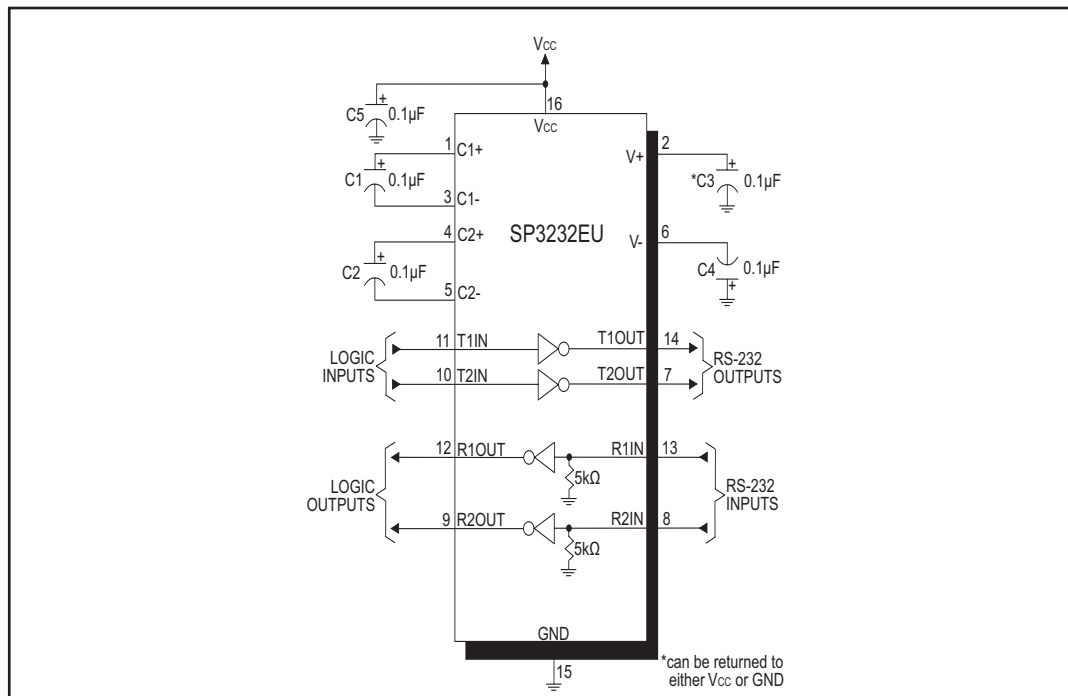 Vcc
C5
+
0.1µF
16
Vcc
1
C1+
C1
+
0.1µF
3
C1-
4
C2+
C2
+
0.1µF
5
C2-
SP3232EU
V+
2
*C3
+
0.1µF
V-
6
C4
0.1µF
+
LOGIC
INPUTS
11
T1IN
T1OUT
14
10
T2IN
T2OUT
7
RS-232
OUTPUTS
LOGIC
OUTPUTS
12
R1OUT
R1IN
13
5kΩ
9
R2OUT
R2IN
8
5kΩ
RS-232
INPUTS
GND
15
*can be returned to
either Vcc or GND